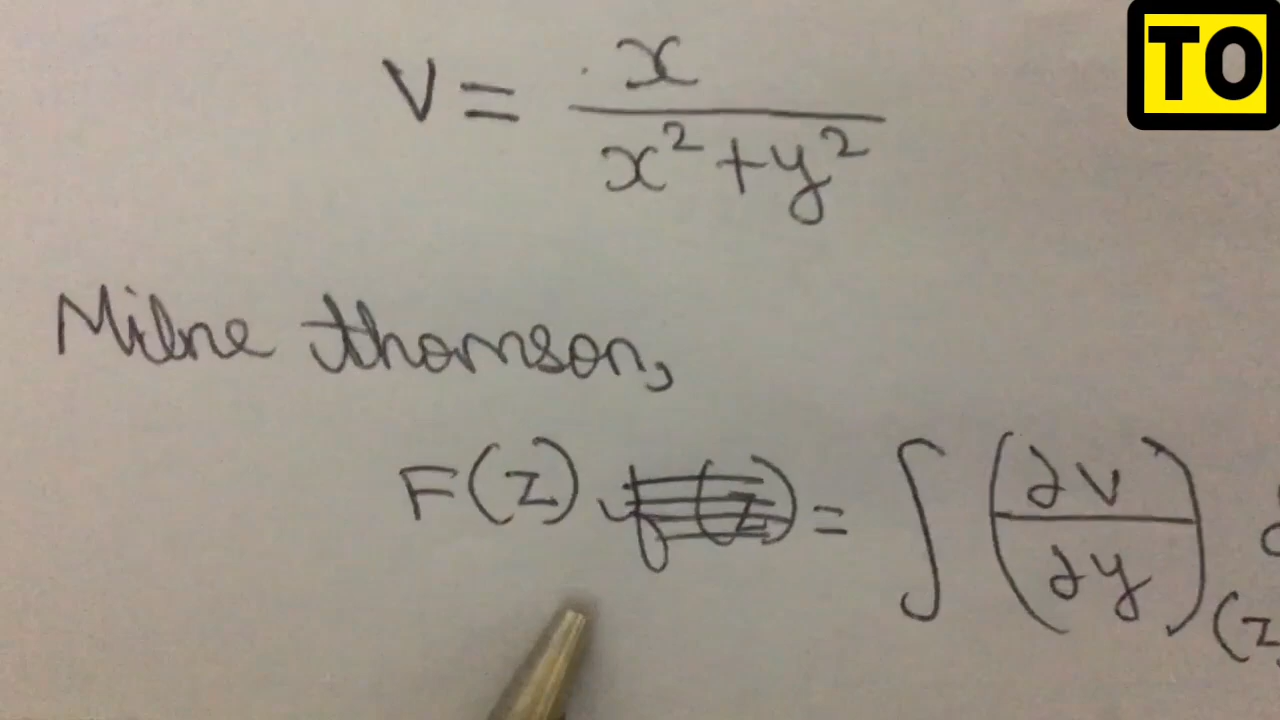 TO
V = x / (x² + y²)
Milne thomson,
F(z) = ∫ (∂v/∂y)(z